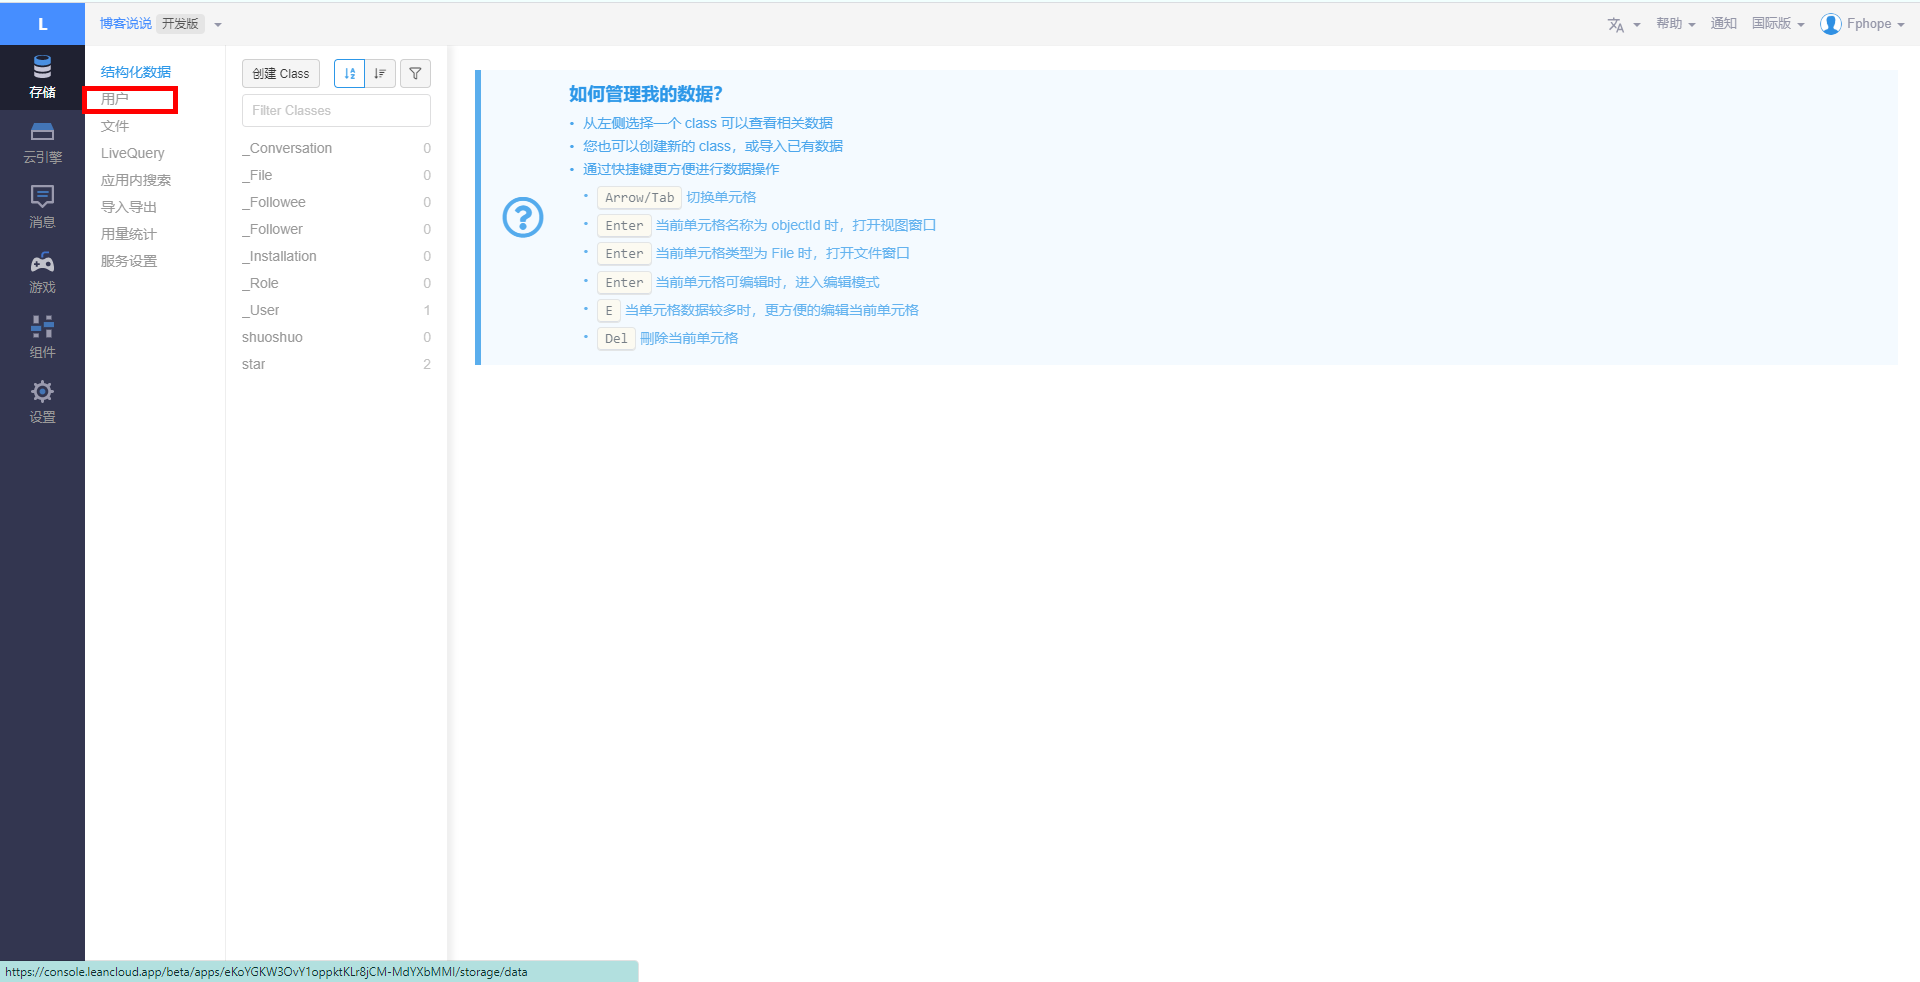 L
博客说说 开发版
帮助
通知
国际版
Fphope
存储
云引擎
消息
游戏
组件
设置
结构化数据
用户
文件
LiveQuery
应用内搜索
导入导出
用量统计
服务设置
创建 Class
Filter Classes
_Conversation 0
_File 0
_Followee 0
_Follower 0
_Installation 0
_Role 0
_User 1
shuoshuo 0
star 2
如何管理我的数据？
• 从左侧选择一个 class 可以查看相关数据
• 您也可以创建新的 class，或导入已有数据
• 通过快捷键更方便进行数据操作
• Arrow/Tab 切换单元格
• Enter 当前单元格名称为 objectId 时，打开视图窗口
• Enter 当前单元格类型为 File 时，打开文件窗口
• Enter 当前单元格可编辑时，进入编辑模式
• E 当单元格数据较多时，更方便的编辑当前单元格
• Del 刪除当前单元格
https://console.leancloud.app/beta/apps/eKoYGKW3OvY1oppktKLr8jCM-MdYXbMMI/storage/data